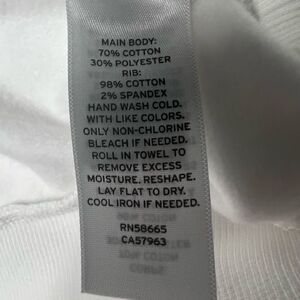 MAIN BODY:
70% COTTON
30% POLYESTER
RIB:
98% COTTON
2% SPANDEX
HAND WASH COLD.
WITH LIKE COLORS.
ONLY NON-CHLORINE
BLEACH IF NEEDED.
ROLL IN TOWEL TO
REMOVE EXCESS
MOISTURE. RESHAPE.
LAY FLAT TO DRY.
COOL IRON IF NEEDED.
RN58665
CA57963